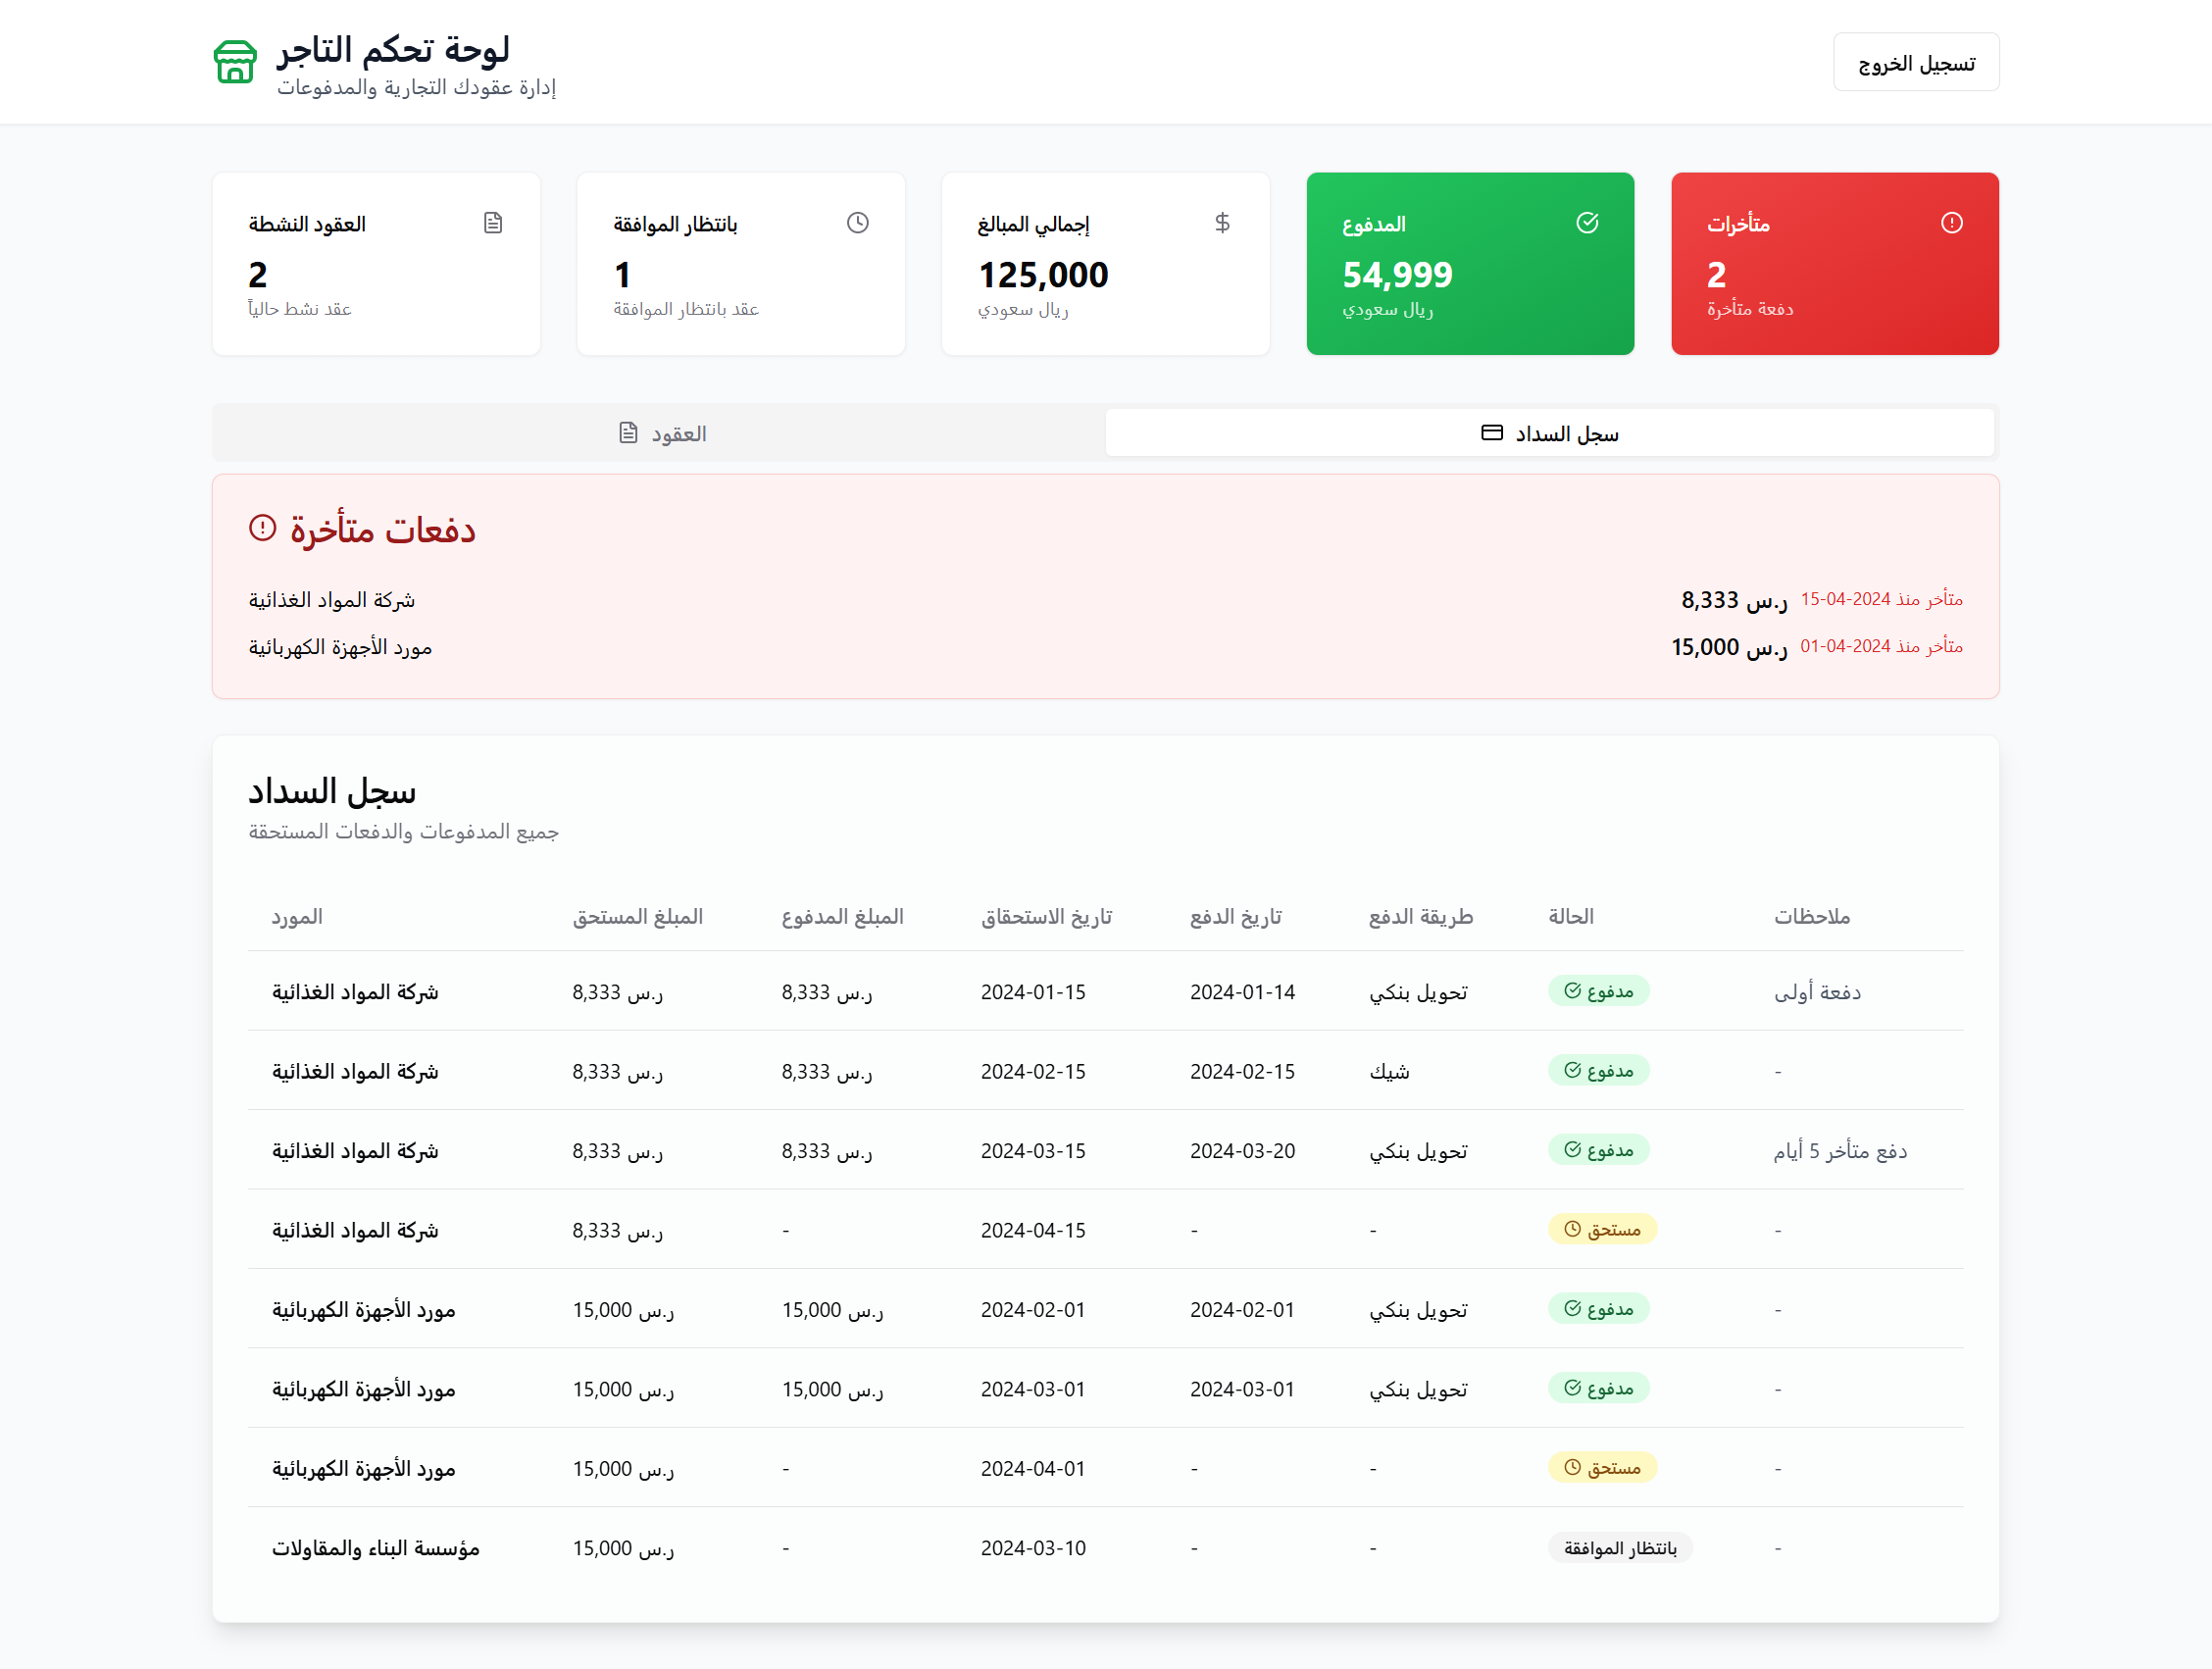 لوحة تحكم التاجر
إدارة عقودك التجارية والمدفوعات
تسجيل الخروج
العقود النشطة
2
عقد نشط حالياً
بانتظار الموافقة
1
عقد بانتظار الموافقة
إجمالي المبالغ
125,000
ريال سعودي
المدفوع
54,999
ريال سعودي
متأخرات
2
دفعة متأخرة
العقود
سجل السداد
دفعات متأخرة
شركة المواد الغذائية 8,333 ر.س متأخر منذ 2024-04-15
مورد الأجهزة الكهربائية 15,000 ر.س متأخر منذ 2024-04-01
سجل السداد
جميع المدفوعات والدفعات المستحقة
المورد المبلغ المستحق المبلغ المدفوع تاريخ الاستحقاق تاريخ الدفع طريقة الدفع الحالة ملاحظات
شركة المواد الغذائية 8,333 ر.س 8,333 ر.س 2024-01-15 2024-01-14 تحويل بنكي مدفوع دفعة أولى
شركة المواد الغذائية 8,333 ر.س 8,333 ر.س 2024-02-15 2024-02-15 شيك مدفوع -
شركة المواد الغذائية 8,333 ر.س 8,333 ر.س 2024-03-15 2024-03-20 تحويل بنكي مدفوع دفع متأخر 5 أيام
شركة المواد الغذائية 8,333 ر.س - 2024-04-15 - - مستحق -
مورد الأجهزة الكهربائية 15,000 ر.س 15,000 ر.س 2024-02-01 2024-02-01 تحويل بنكي مدفوع -
مورد الأجهزة الكهربائية 15,000 ر.س 15,000 ر.س 2024-03-01 2024-03-01 تحويل بنكي مدفوع -
مورد الأجهزة الكهربائية 15,000 ر.س - 2024-04-01 - - مستحق -
مؤسسة البناء والمقاولات 15,000 ر.س - 2024-03-10 - - بانتظار الموافقة -